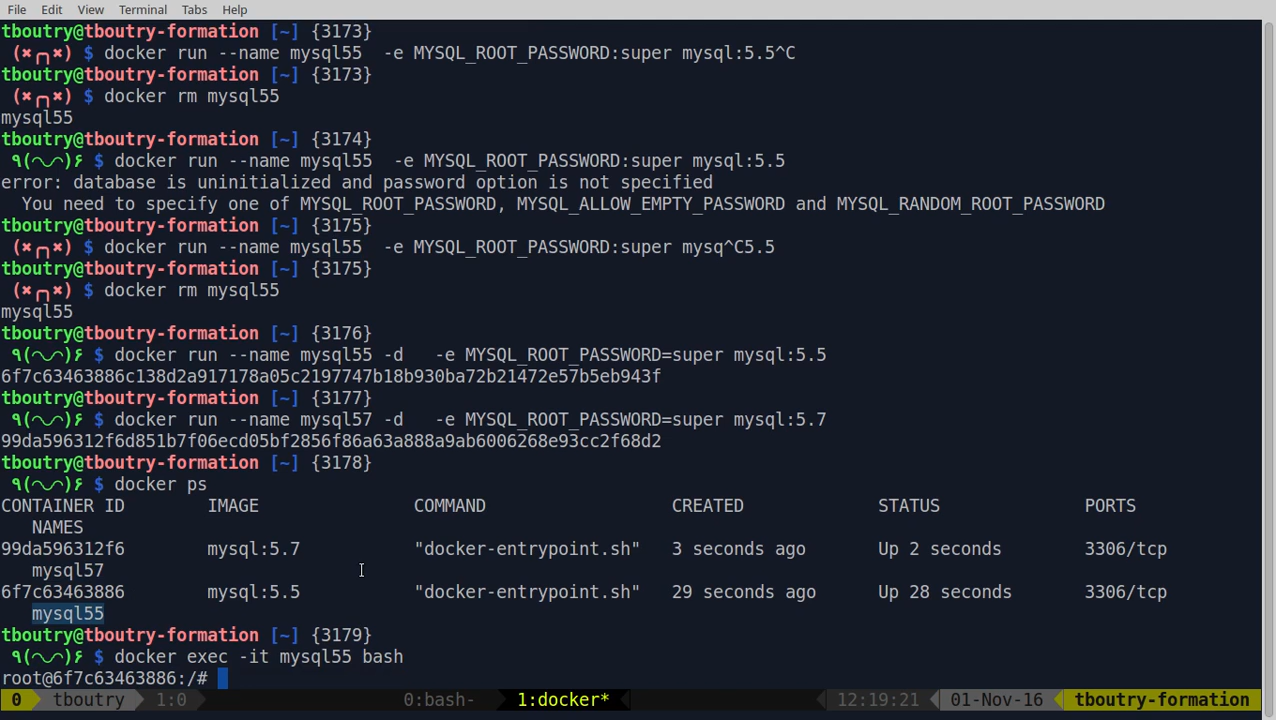 File Edit View Terminal Tabs Help
tboutry@tboutry-formation [~] {3173}
(✖╭╮✖) $ docker run --name mysql55  -e MYSQL_ROOT_PASSWORD:super mysql:5.5^C
tboutry@tboutry-formation [~] {3173}
(✖╭╮✖) $ docker rm mysql55
mysql55
tboutry@tboutry-formation [~] {3174}
٩(◠◡◠)۶ $ docker run --name mysql55  -e MYSQL_ROOT_PASSWORD:super mysql:5.5
error: database is uninitialized and password option is not specified
You need to specify one of MYSQL_ROOT_PASSWORD, MYSQL_ALLOW_EMPTY_PASSWORD and MYSQL_RANDOM_ROOT_PASSWORD
tboutry@tboutry-formation [~] {3175}
(✖╭╮✖) $ docker run --name mysql55  -e MYSQL_ROOT_PASSWORD:super mysq^C5.5
tboutry@tboutry-formation [~] {3175}
(✖╭╮✖) $ docker rm mysql55
mysql55
tboutry@tboutry-formation [~] {3176}
٩(◠◡◠)۶ $ docker run --name mysql55 -d   -e MYSQL_ROOT_PASSWORD=super mysql:5.5
6f7c63463886c138d2a917178a05c2197747b18b930ba72b21472e57b5eb943f
tboutry@tboutry-formation [~] {3177}
٩(◠◡◠)۶ $ docker run --name mysql57 -d   -e MYSQL_ROOT_PASSWORD=super mysql:5.7
99da596312f6d851b7f06ecd05bf2856f86a63a888a9ab6006268e93cc2f68d2
tboutry@tboutry-formation [~] {3178}
٩(◠◡◠)۶ $ docker ps
CONTAINER ID        IMAGE               COMMAND                  CREATED             STATUS              PORTS
NAMES
99da596312f6        mysql:5.7           "docker-entrypoint.sh"   3 seconds ago       Up 2 seconds        3306/tcp
mysql57
6f7c63463886        mysql:5.5           "docker-entrypoint.sh"   29 seconds ago      Up 28 seconds       3306/tcp
mysql55
tboutry@tboutry-formation [~] {3179}
٩(◠◡◠)۶ $ docker exec -it mysql55 bash
root@6f7c63463886:/#
0 tboutry 1:0 0:bash- 1:docker* 12:19:21 01-Nov-16 tboutry-formation